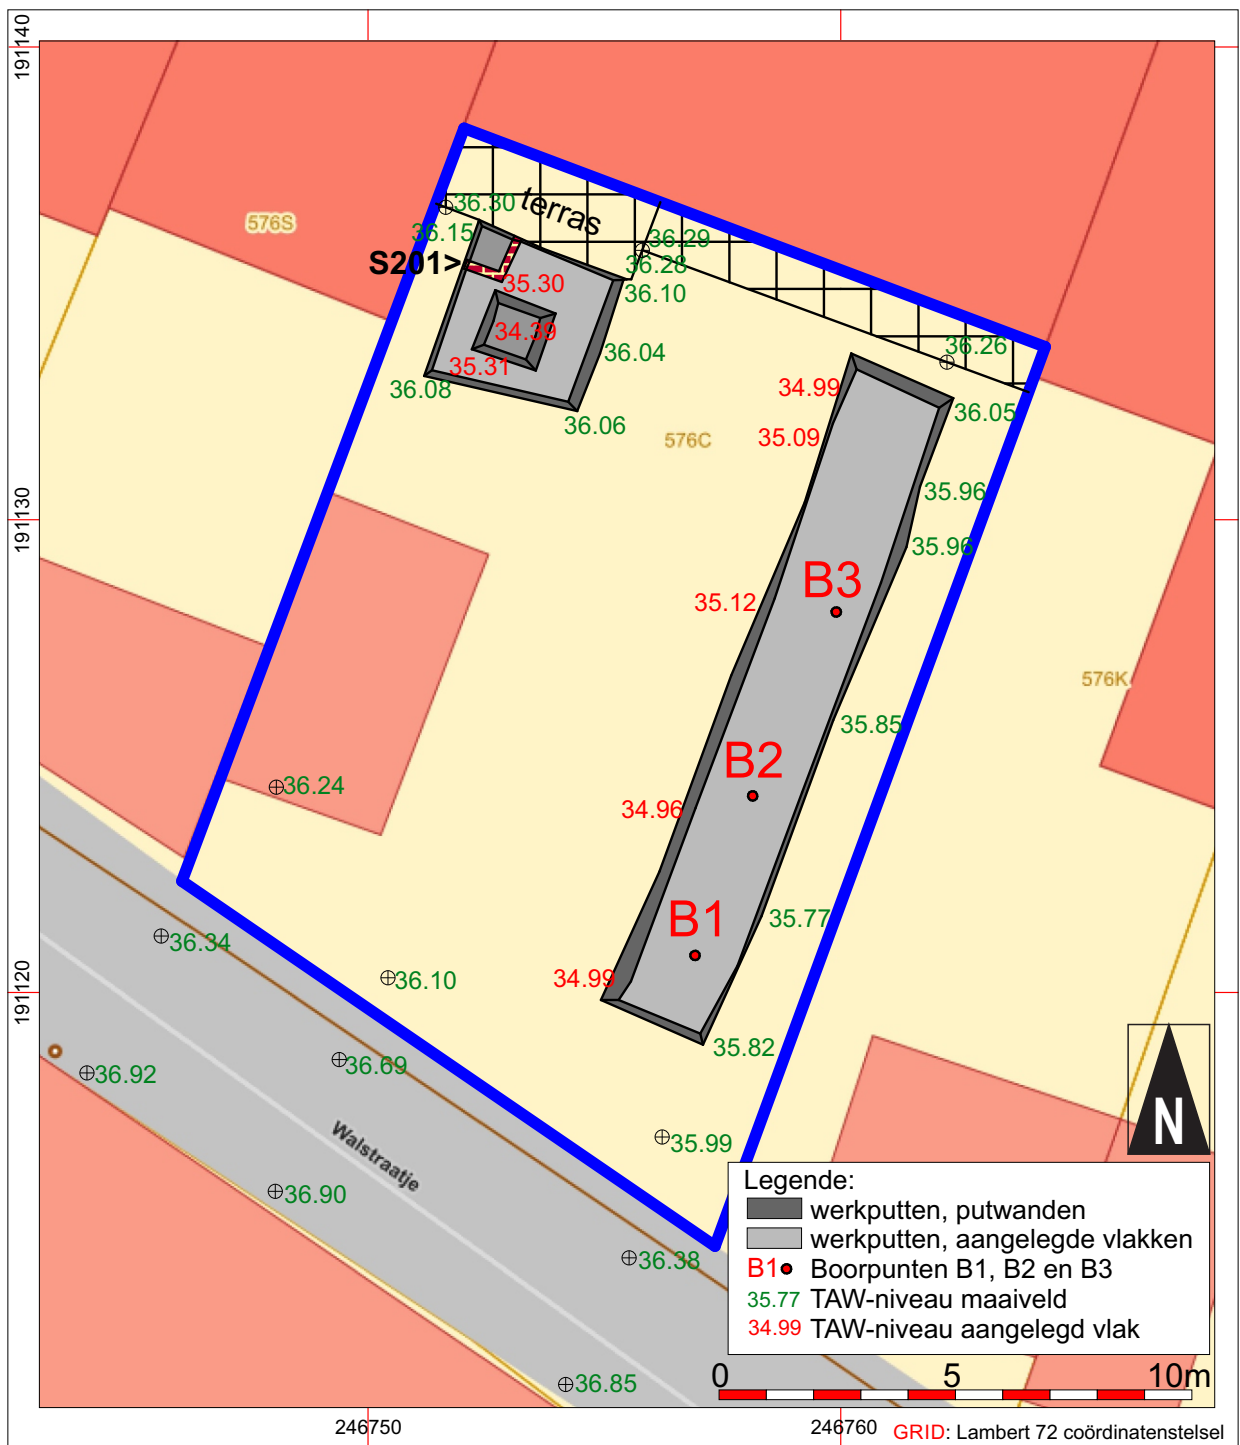 191140
36.30
terras
576S
36.15
36.29
S201>
36.28
35.30
36.10
34.39
36.04
36.26
35.31
34.99
36.08
36.05
36.06
35.09
576C
191130
35.96
35.96
B3
35.12
576K
35.85
B2
36.24
34.96
B1
35.77
36.34
34.99
36.10
191120
35.82
36.69
36.92
N
Walstraatje
35.99
36.90
36.38
36.85
Legende:
werkputten, putwanden
werkputten, aangelegde vlakken
B1 Boorpunten B1, B2 en B3
35.77 TAW-niveau maaiveld
34.99 TAW-niveau aangelegd vlak
0 5 10m
246750 246760
GRID: Lambert 72 coördinatenstelsel